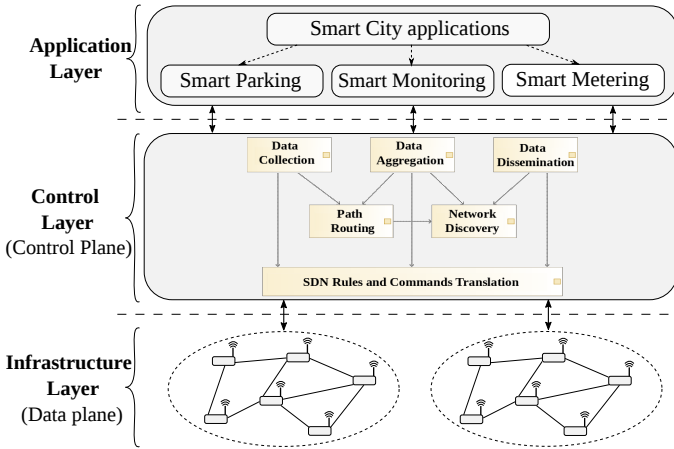 Application
Layer
Smart City applications
Smart Parking
Smart Monitoring
Smart Metering
Control
Layer
(Control Plane)
Data
Collection
Data
Aggregation
Data
Dissemination
Path
Routing
Network
Discovery
SDN Rules and Commands Translation
Infrastructure
Layer
(Data plane)